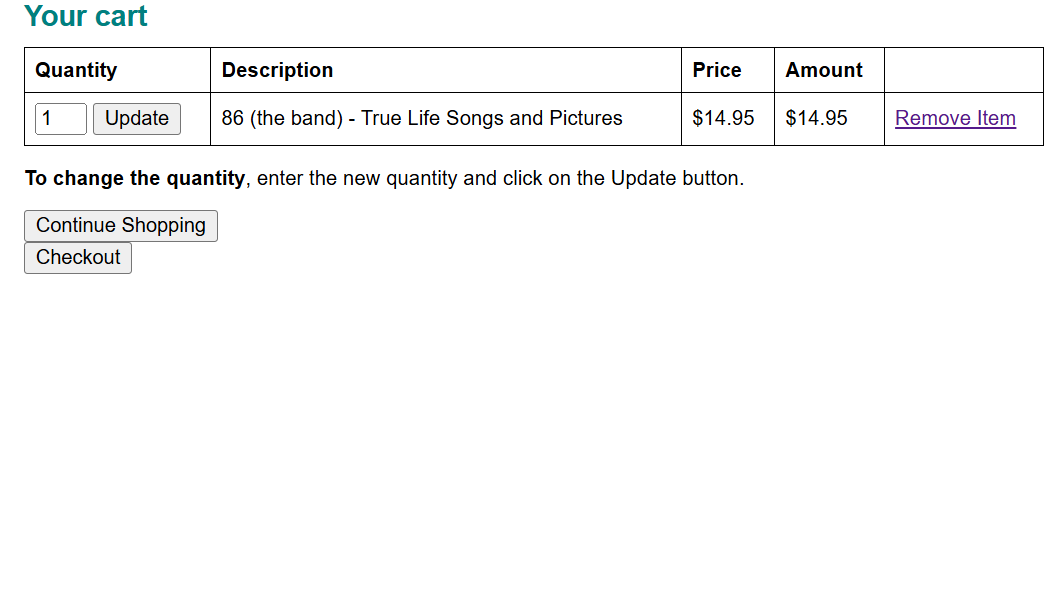 Your cart
Quantity Description Price Amount
1 Update 86 (the band) - True Life Songs and Pictures $14.95 $14.95 Remove Item
To change the quantity, enter the new quantity and click on the Update button.
Continue Shopping
Checkout